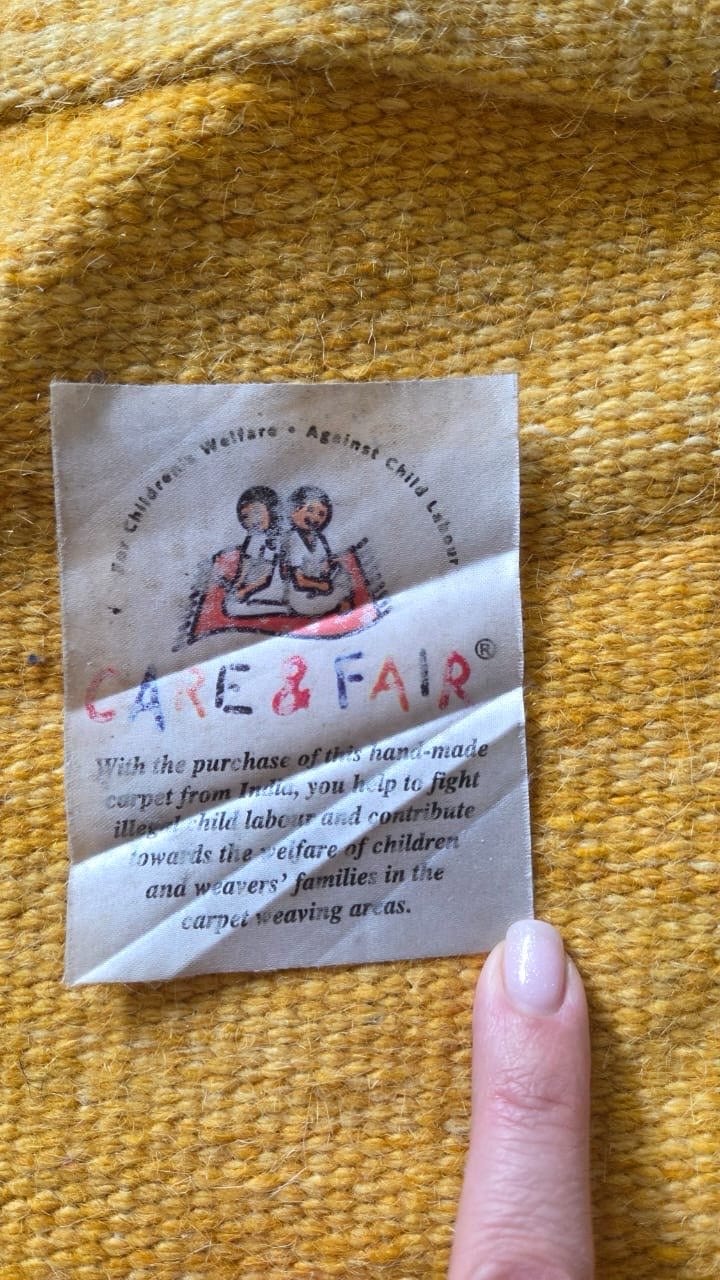 For Children's Welfare • Against Child Labour
CARE & FAIR®
With the purchase of this hand-made
carpet from India, you help to fight
illegal child labour and contribute
towards the welfare of children
and weavers' families in the
carpet weaving areas.